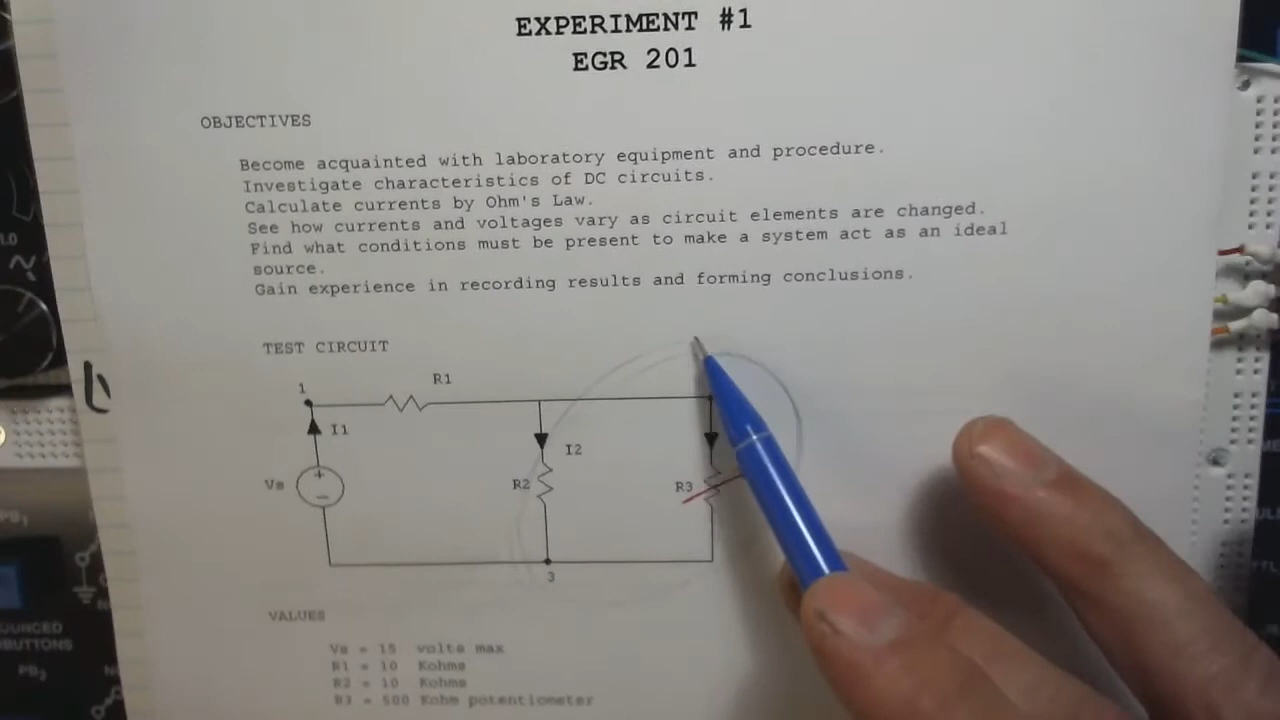 EXPERIMENT #1
EGR 201
OBJECTIVES
Become acquainted with laboratory equipment and procedure.
Investigate characteristics of DC circuits.
Calculate currents by Ohm's Law.
See how currents and voltages vary as circuit elements are changed.
Find what conditions must be present to make a system act as an ideal
source.
Gain experience in recording results and forming conclusions.
TEST CIRCUIT
1
R1
I1
I2
Vs
R2
R3
3
VALUES
Vs = 15 volts max
R1 = 10 Kohms
R2 = 10 Kohms
R3 = 500 Kohm potentiometer
PB2